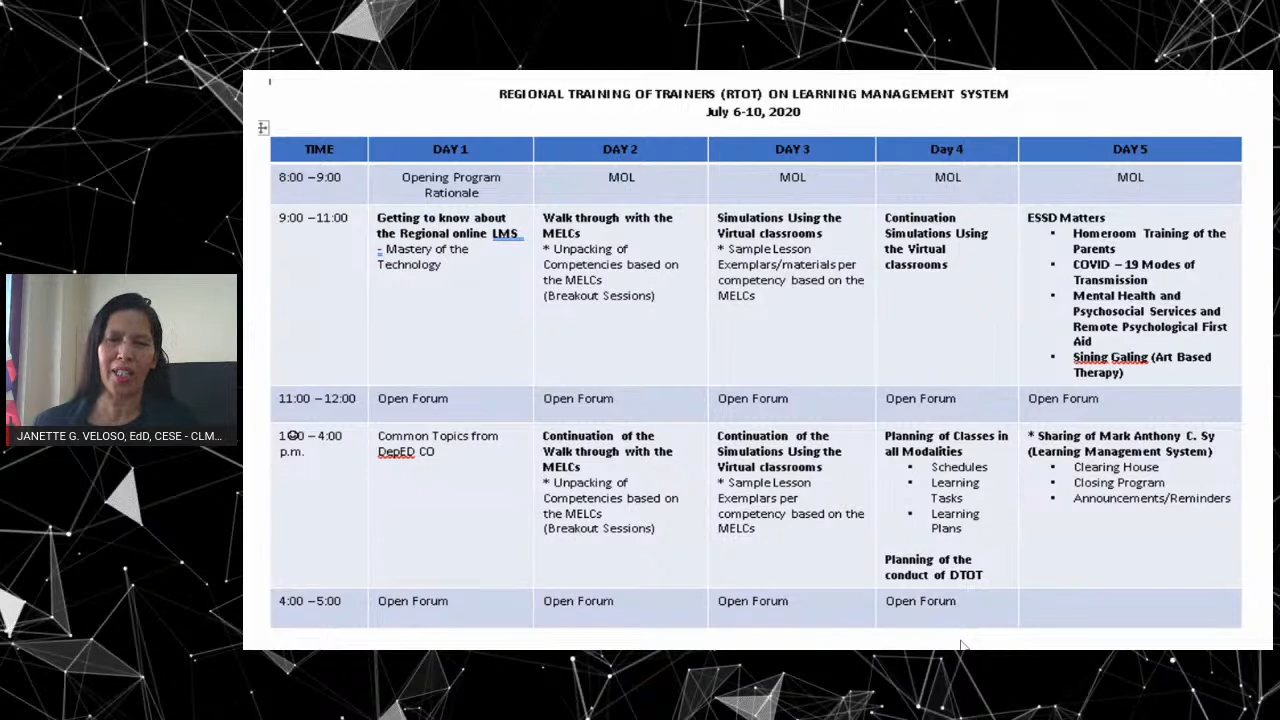 REGIONAL TRAINING OF TRAINERS (RTOT) ON LEARNING MANAGEMENT SYSTEM
July 6-10, 2020
TIME DAY 1 DAY 2 DAY 3 Day 4 DAY 5
8:00 – 9:00
Opening Program
Rationale
MOL
MOL
MOL
MOL
9:00 – 11:00
Getting to know about
the Regional online LMS
- Mastery of the
Technology
Walk through with the
MELCs
* Unpacking of
Competencies based on
the MELCs
(Breakout Sessions)
Simulations Using the
Virtual classrooms
* Sample Lesson
Exemplars/materials per
competency based on the
MELCs
Continuation
Simulations Using
the Virtual
classrooms
ESSD Matters
▪ Homeroom Training of the
Parents
▪ COVID – 19 Modes of
Transmission
▪ Mental Health and
Psychosocial Services and
Remote Psychological First
Aid
▪ Sining Galing (Art Based
Therapy)
11:00 – 12:00
Open Forum
Open Forum
Open Forum
Open Forum
Open Forum
– 4:00
p.m.
Common Topics from
DepED CO
Continuation of the
Walk through with the
MELCs
* Unpacking of
Competencies based on
the MELCs
(Breakout Sessions)
Continuation of the
Simulations Using the
Virtual classrooms
* Sample Lesson
Exemplars per
competency based on the
MELCs
Planning of Classes in
all Modalities
▪ Schedules
▪ Learning
Tasks
▪ Learning
Plans
Planning of the
conduct of DTOT
* Sharing of Mark Anthony C. Sy
(Learning Management System)
▪ Clearing House
▪ Closing Program
▪ Announcements/Reminders
4:00 – 5:00
Open Forum
Open Forum
Open Forum
Open Forum
JANETTE G. VELOSO, EdD, CESE - CLM...